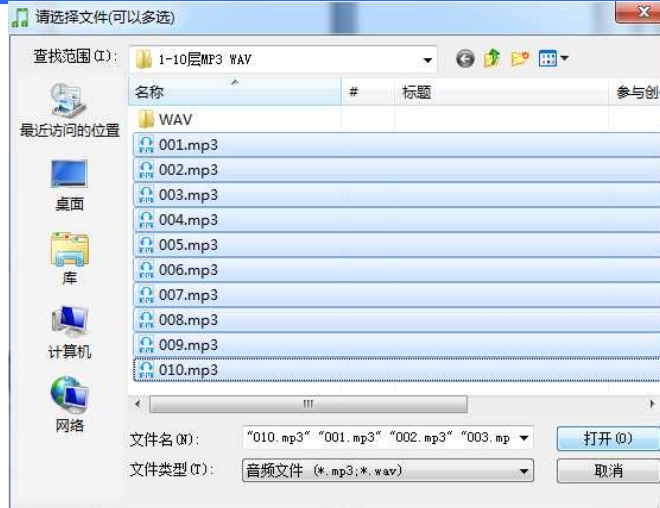 请选择文件(可以多选)
查找范围(I):
1-10层MP3 WAV
名称 # 标题 参与创
WAV
001.mp3
002.mp3
003.mp3
004.mp3
005.mp3
006.mp3
007.mp3
008.mp3
009.mp3
010.mp3
最近访问的位置
桌面
库
计算机
网络
文件名(N): "010.mp3" "001.mp3" "002.mp3" "003.mp 打开(O)
文件类型(T): 音频文件 (*.mp3;*.wav) 取消